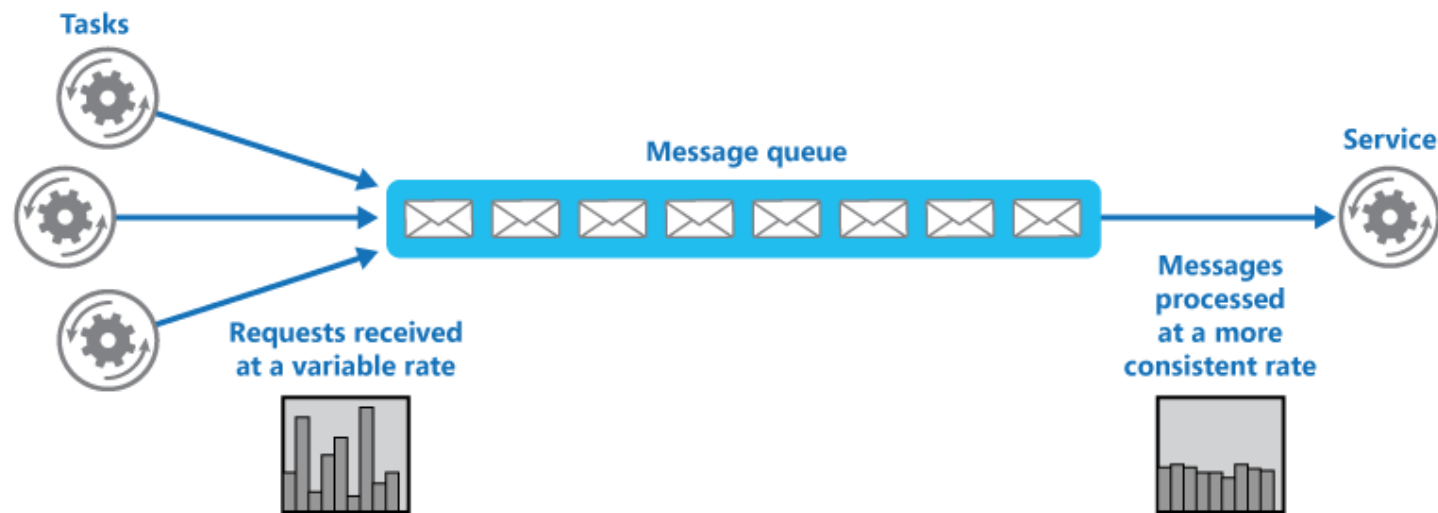 Tasks
Message queue
Service
Requests received
at a variable rate
Messages
processed
at a more
consistent rate